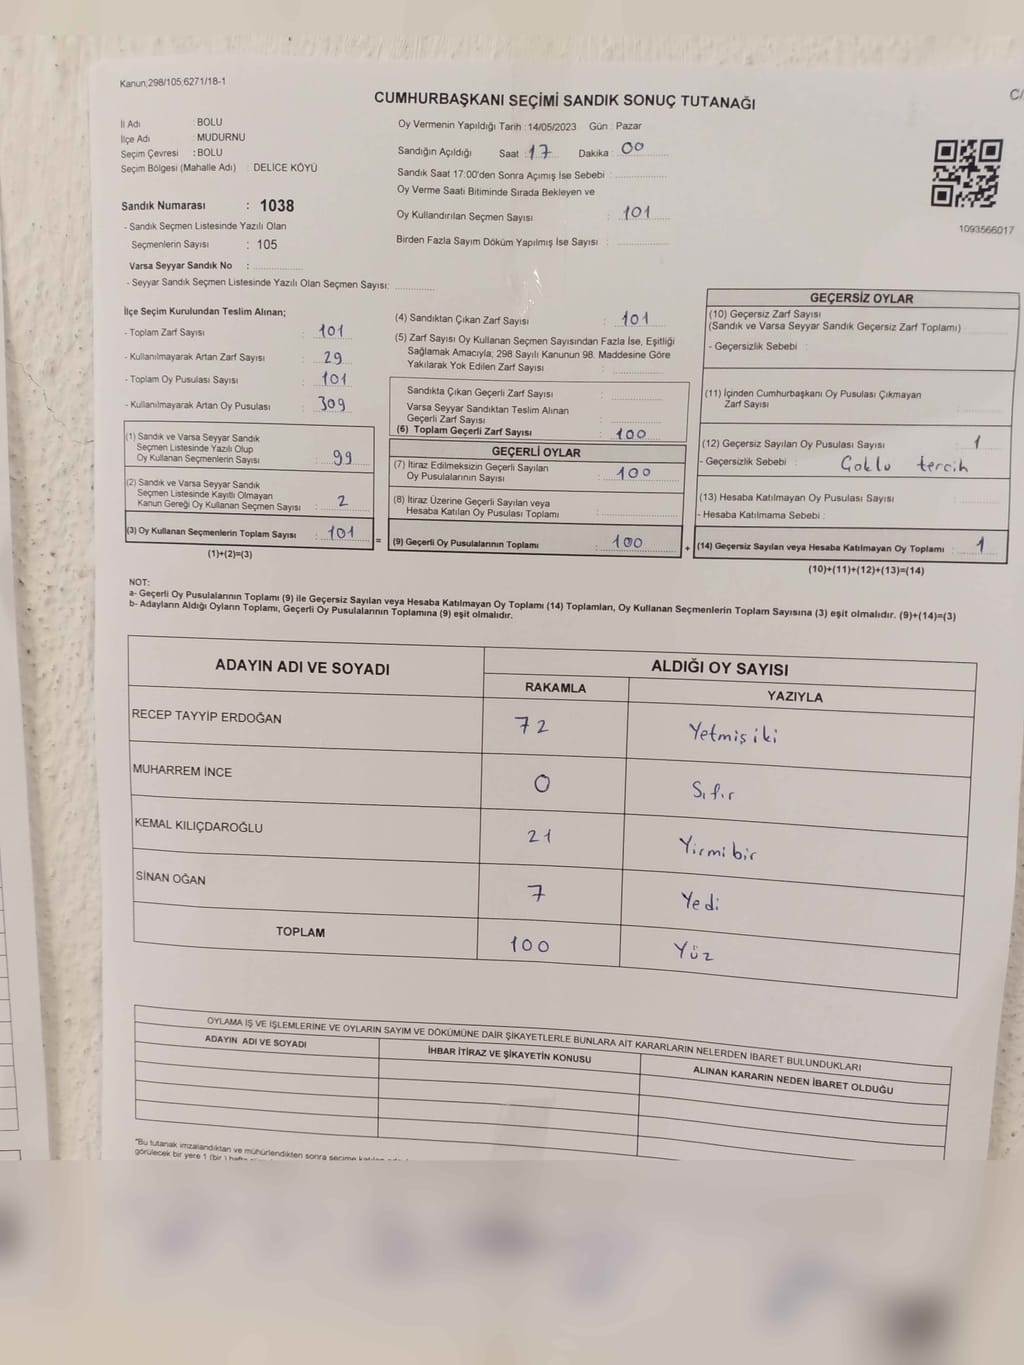 Kanun;298/105;6271/18-1
C/
CUMHURBAŞKANI SEÇİMİ SANDIK SONUÇ TUTANAĞI
İl Adı : BOLU
İlçe Adı : MUDURNU
Seçim Çevresi : BOLU
Seçim Bölgesi (Mahalle Adı) : DELİCE KÖYÜ
Sandık Numarası : 1038
- Sandık Seçmen Listesinde Yazılı Olan
Seçmenlerin Sayısı : 105
Varsa Seyyar Sandık No :
- Seyyar Sandık Seçmen Listesinde Yazılı Olan Seçmen Sayısı:
Oy Vermenin Yapıldığı Tarih : 14/05/2023 Gün : Pazar
Sandığın Açıldığı Saat : 17 Dakika : 00
Sandık Saat 17:00'den Sonra Açımış İse Sebebi :
Oy Verme Saati Bitiminde Sırada Bekleyen ve
Oy Kullandırılan Seçmen Sayısı : 101
Birden Fazla Sayım Döküm Yapılmış İse Sayısı :
1093566017
İlçe Seçim Kurulundan Teslim Alınan;
- Toplam Zarf Sayısı : 101
- Kullanılmayarak Artan Zarf Sayısı : 29
- Toplam Oy Pusulası Sayısı : 101
- Kullanılmayarak Artan Oy Pusulası : 309
(1) Sandık ve Varsa Seyyar Sandık
Seçmen Listesinde Yazılı Olup
Oy Kullanan Seçmenlerin Sayısı : 99
(2) Sandık ve Varsa Seyyar Sandık
Seçmen Listesinde Kayıtlı Olmayan
Kanun Gereği Oy Kullanan Seçmen Sayısı : 2
(3) Oy Kullanan Seçmenlerin Toplam Sayısı : 101
(1)+(2)=(3)
=
(4) Sandıktan Çıkan Zarf Sayısı : 101
(5) Zarf Sayısı Oy Kullanan Seçmen Sayısından Fazla İse, Eşitliği
Sağlamak Amacıyla; 298 Sayılı Kanunun 98. Maddesine Göre
Yakılarak Yok Edilen Zarf Sayısı :
Sandıkta Çıkan Geçerli Zarf Sayısı :
Varsa Seyyar Sandıktan Teslim Alınan
Geçerli Zarf Sayısı :
(6) Toplam Geçerli Zarf Sayısı : 100
GEÇERLİ OYLAR
(7) İtiraz Edilmeksizin Geçerli Sayılan
Oy Pusulalarının Sayısı : 100
(8) İtiraz Üzerine Geçerli Sayılan veya
Hesaba Katılan Oy Pusulası Toplamı :
(9) Geçerli Oy Pusulalarının Toplamı : 100
+
GEÇERSİZ OYLAR
(10) Geçersiz Zarf Sayısı
(Sandık ve Varsa Seyyar Sandık Geçersiz Zarf Toplamı)
- Geçersizlik Sebebi :
(11) İçinden Cumhurbaşkanı Oy Pusulası Çıkmayan
Zarf Sayısı
(12) Geçersiz Sayılan Oy Pusulası Sayısı : 1
- Geçersizlik Sebebi : Çoklu tercih
(13) Hesaba Katılmayan Oy Pusulası Sayısı :
- Hesaba Katılmama Sebebi :
(14) Geçersiz Sayılan veya Hesaba Katılmayan Oy Toplamı : 1
(10)+(11)+(12)+(13)=(14)
NOT:
a- Geçerli Oy Pusulalarının Toplamı (9) ile Geçersiz Sayılan veya Hesaba Katılmayan Oy Toplamı (14) Toplamları, Oy Kullanan Seçmenlerin Toplam Sayısına (3) eşit olmalıdır. (9)+(14)=(3)
b- Adayların Aldığı Oyların Toplamı, Geçerli Oy Pusulalarının Toplamına (9) eşit olmalıdır.
ADAYIN ADI VE SOYADI ALDIĞI OY SAYISI
RAKAMLA YAZIYLA
RECEP TAYYİP ERDOĞAN 72 Yetmişiki
MUHARREM İNCE 0 Sıfır
KEMAL KILIÇDAROĞLU 21 Yirmibir
SİNAN OĞAN 7 Yedi
TOPLAM 100 Yüz
OYLAMA İŞ VE İŞLEMLERİNE VE OYLARIN SAYIM VE DÖKÜMÜNE DAİR ŞİKAYETLERLE BUNLARA AİT KARARLARIN NELERDEN İBARET BULUNDUKLARI
ADAYIN ADI VE SOYADI İHBAR İTİRAZ VE ŞİKAYETİN KONUSU ALINAN KARARIN NEDEN İBARET OLDUĞU
"Bu tutanak imzalandıktan ve mühürlendikten sonra seçime
görülecek bir yere 1 (bir)